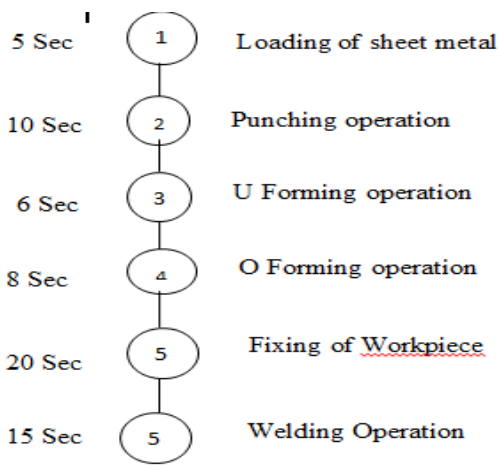 5 Sec 1 Loading of sheet metal
10 Sec 2 Punching operation
6 Sec 3 U Forming operation
8 Sec 4 O Forming operation
20 Sec 5 Fixing of Workpiece
15 Sec 5 Welding Operation